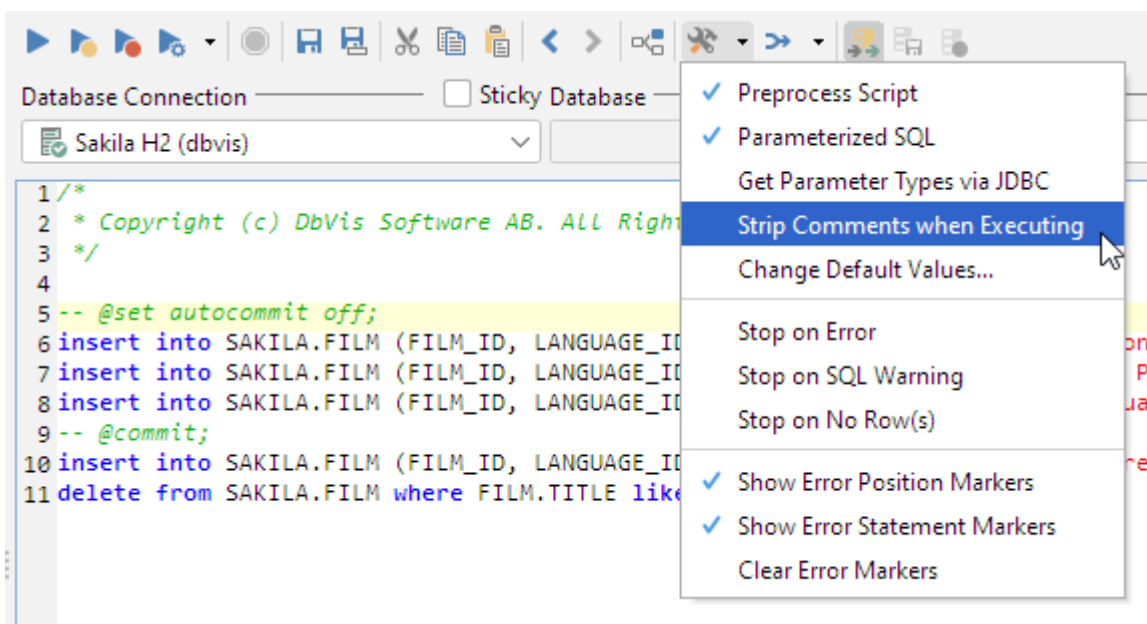 Database Connection
Sticky
Database
Sakila H2 (dbvis)
1 /*
2 * Copyright (c) DbVis Software AB. All Righ
3 */
4
5 -- @set autocommit off;
6 insert into SAKILA.FILM (FILM_ID, LANGUAGE_ID on
7 insert into SAKILA.FILM (FILM_ID, LANGUAGE_ID P
8 insert into SAKILA.FILM (FILM_ID, LANGUAGE_ID ua
9 -- @commit;
10 insert into SAKILA.FILM (FILM_ID, LANGUAGE_ID re
11 delete from SAKILA.FILM where FILM.TITLE like
Preprocess Script
Parameterized SQL
Get Parameter Types via JDBC
Strip Comments when Executing
Change Default Values...
Stop on Error
Stop on SQL Warning
Stop on No Row(s)
Show Error Position Markers
Show Error Statement Markers
Clear Error Markers